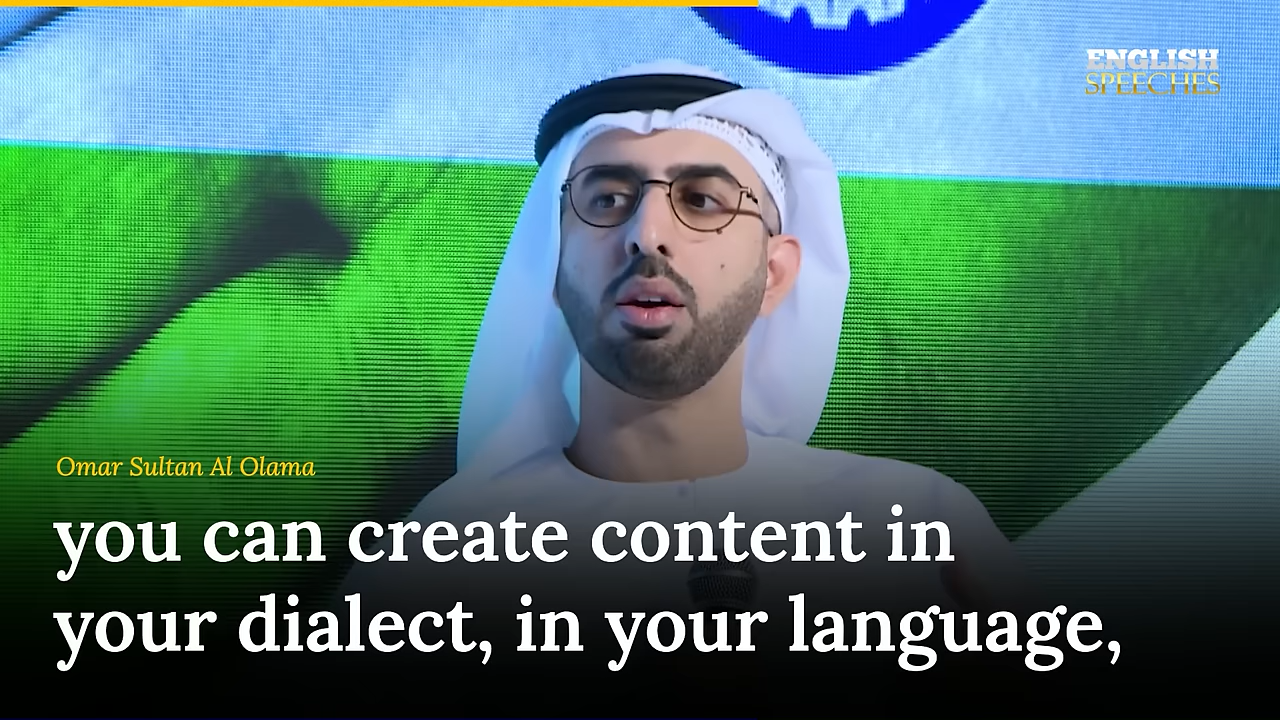 ENGLISH
SPEECHES
Omar Sultan Al Olama
you can create content in
your dialect, in your language,